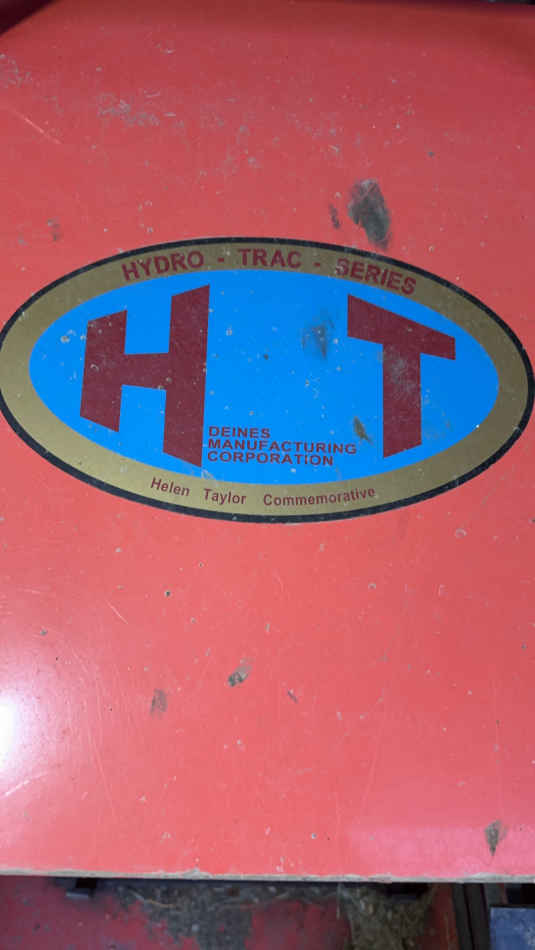 HYDRO - TRAC - SERIES
H T
DEINES
MANUFACTURING
CORPORATION
Helen Taylor Commemorative